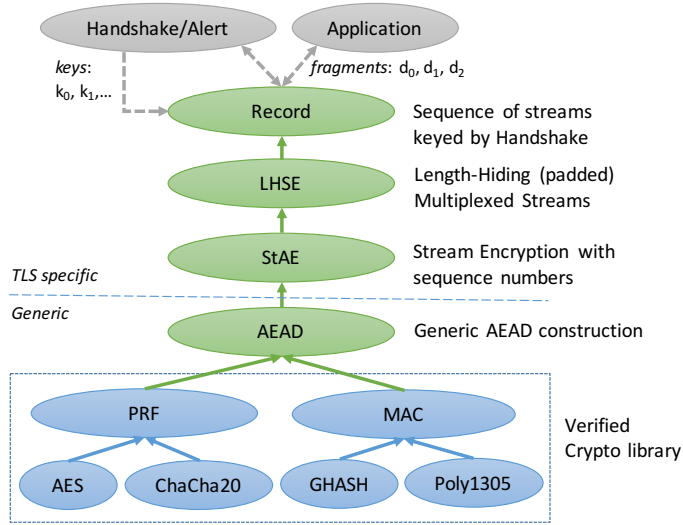 Handshake/Alert
Application
keys:
k0, k1,...
fragments: d0, d1, d2
Record
Sequence of streams
keyed by Handshake
LHSE
Length-Hiding (padded)
Multiplexed Streams
StAE
Stream Encryption with
sequence numbers
TLS specific
Generic
AEAD
Generic AEAD construction
PRF
MAC
Verified
Crypto library
AES
ChaCha20
GHASH
Poly1305